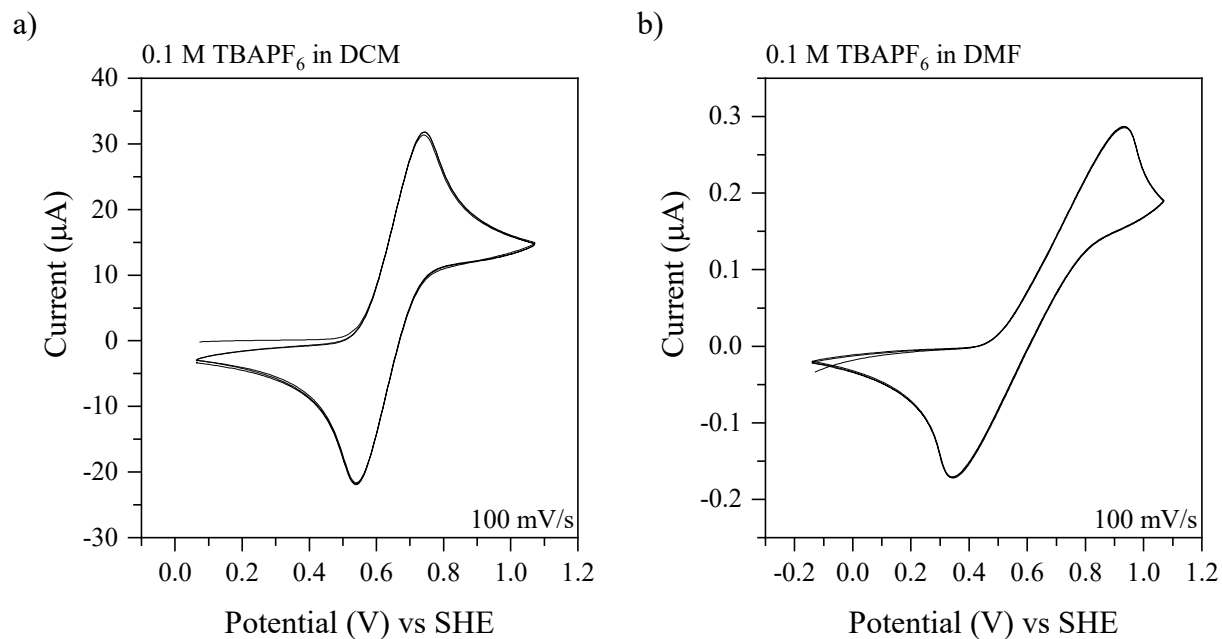 a)
0.1 M TBAPF₆ in DCM
40
30
20
10
0
-10
-20
-30
Current (μA)
0.0 0.2 0.4 0.6 0.8 1.0 1.2
Potential (V) vs SHE
100 mV/s
b)
0.1 M TBAPF₆ in DMF
0.3
0.2
0.1
0.0
-0.1
-0.2
Current (μA)
-0.2 0.0 0.2 0.4 0.6 0.8 1.0 1.2
Potential (V) vs SHE
100 mV/s